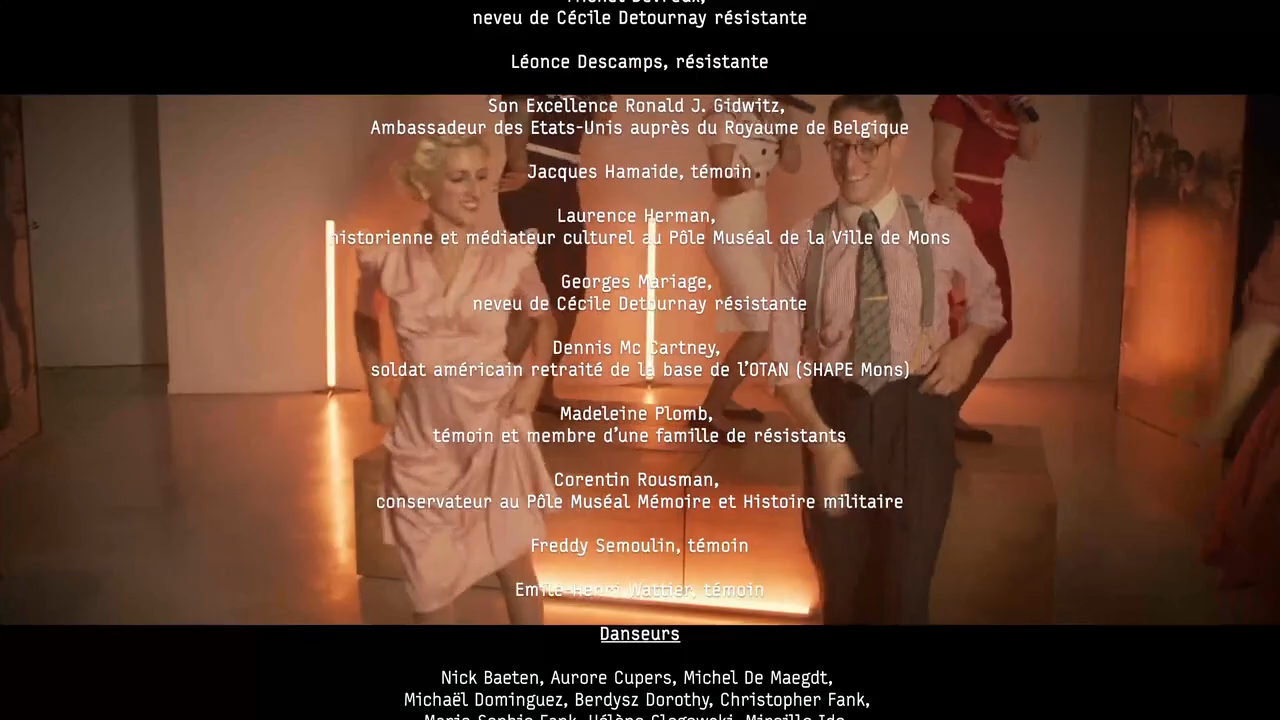 neveu de Cécile Detournay résistante
Léonce Descamps, résistante
Son Excellence Ronald J. Gidwitz,
Ambassadeur des Etats-Unis auprès du Royaume de Belgique
Jacques Hamaide, témoin
Laurence Herman,
historienne et médiateur culturel au Pôle Muséal de la Ville de Mons
Georges Mariage,
neveu de Cécile Detournay résistante
Dennis Mc Cartney,
soldat américain retraité de la base de l’OTAN (SHAPE Mons)
Madeleine Plomb,
témoin et membre d’une famille de résistants
Corentin Rousman,
conservateur au Pôle Muséal Mémoire et Histoire militaire
Freddy Semoulin, témoin
Emile-Henri Wattier, témoin
Danseurs
Nick Baeten, Aurore Cupers, Michel De Maegdt,
Michaël Dominguez, Berdysz Dorothy, Christopher Fank,